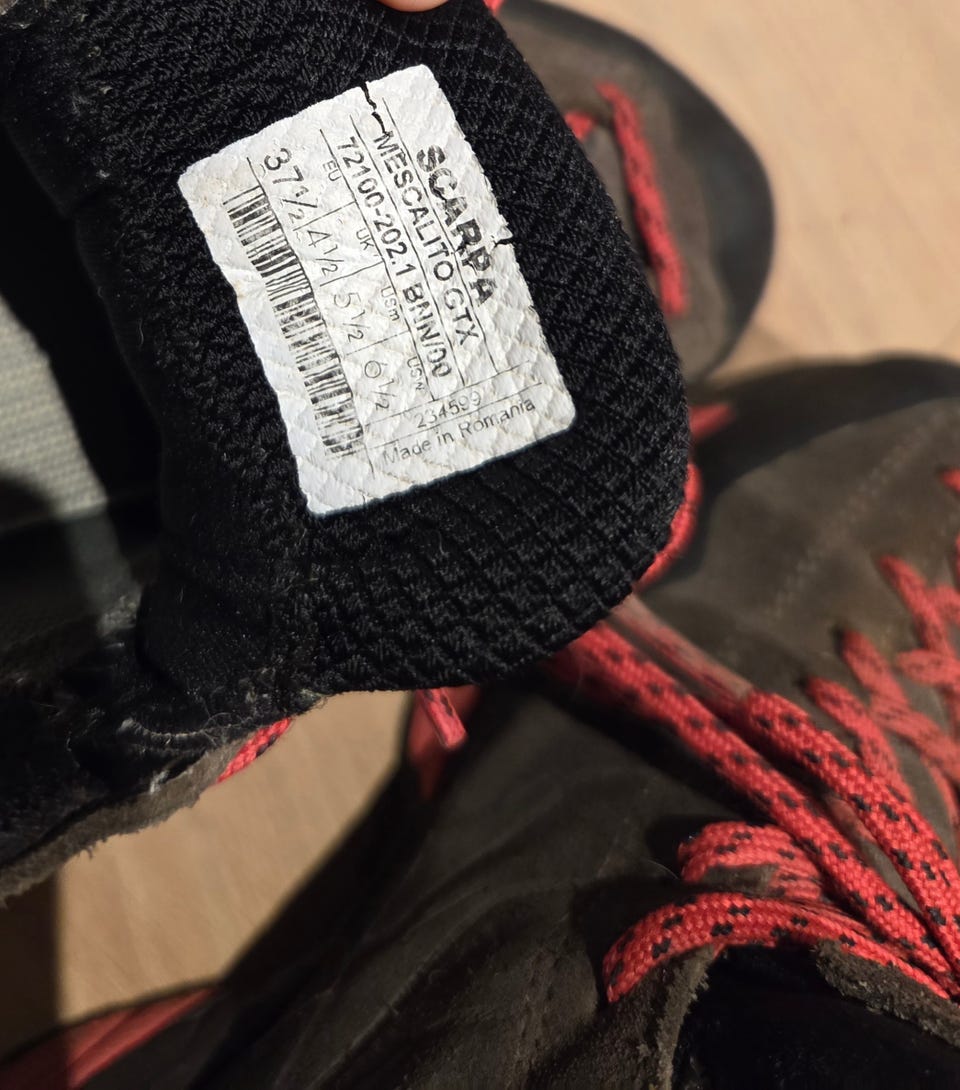 SCARPA
MESCALITO GTX
72100-202.1 BNN/00
EU UK USm USw
37½ 4½ 5½ 6½
234599
Made in Romania